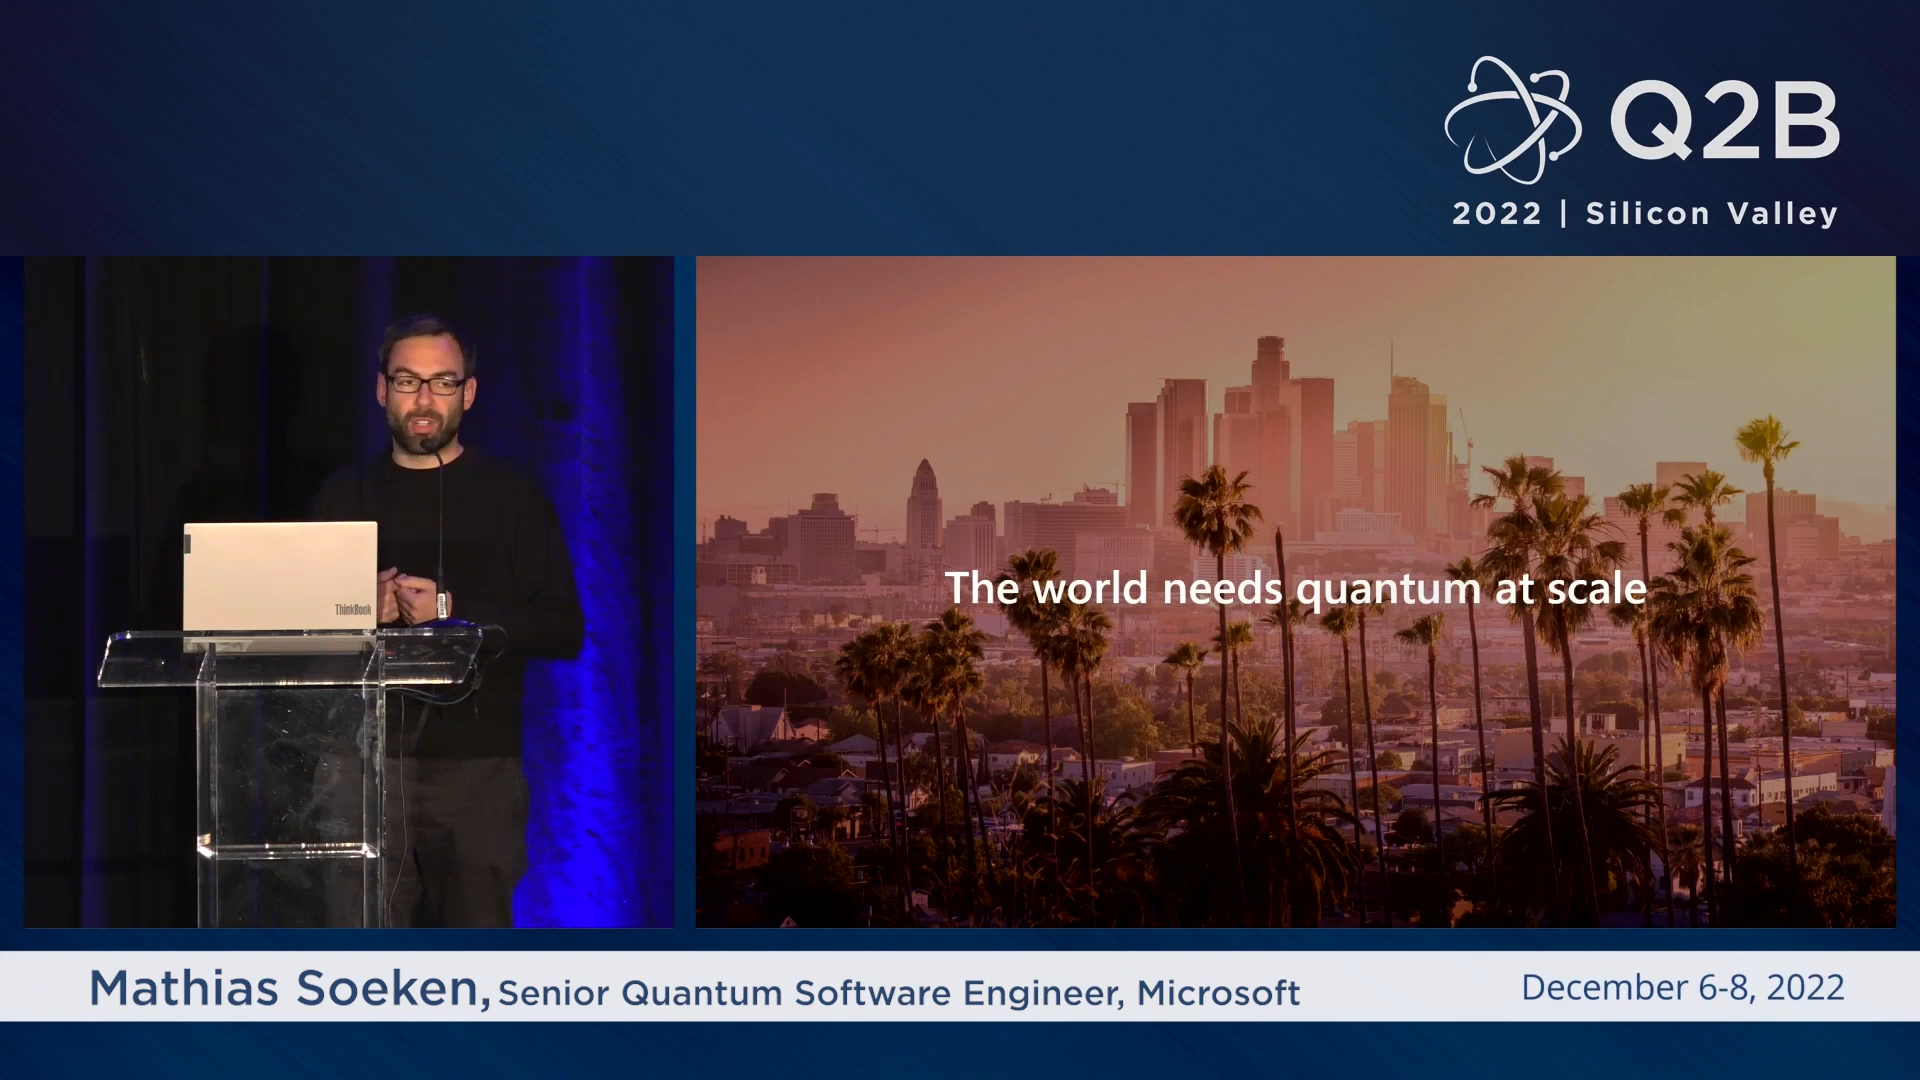 Q2B
2022 | Silicon Valley
ThinkBook
The world needs quantum at scale
Mathias Soeken, Senior Quantum Software Engineer, Microsoft
December 6-8, 2022